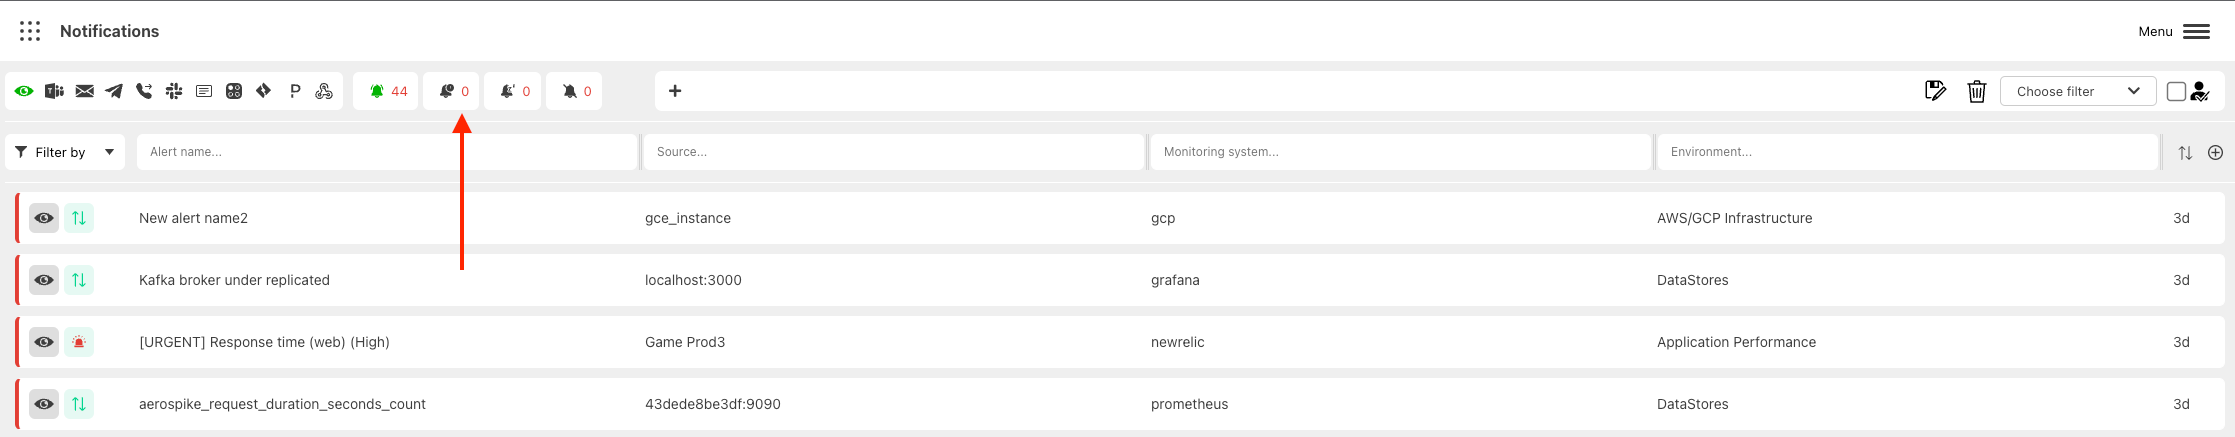 Notifications
Menu
44 0 0 0 + Choose filter
Filter by Alert name... Source... Monitoring system... Environment...
New alert name2 gce_instance gcp AWS/GCP Infrastructure 3d
Kafka broker under replicated localhost:3000 grafana DataStores 3d
[URGENT] Response time (web) (High) Game Prod3 newrelic Application Performance 3d
aerospike_request_duration_seconds_count 43dede8be3df:9090 prometheus DataStores 3d